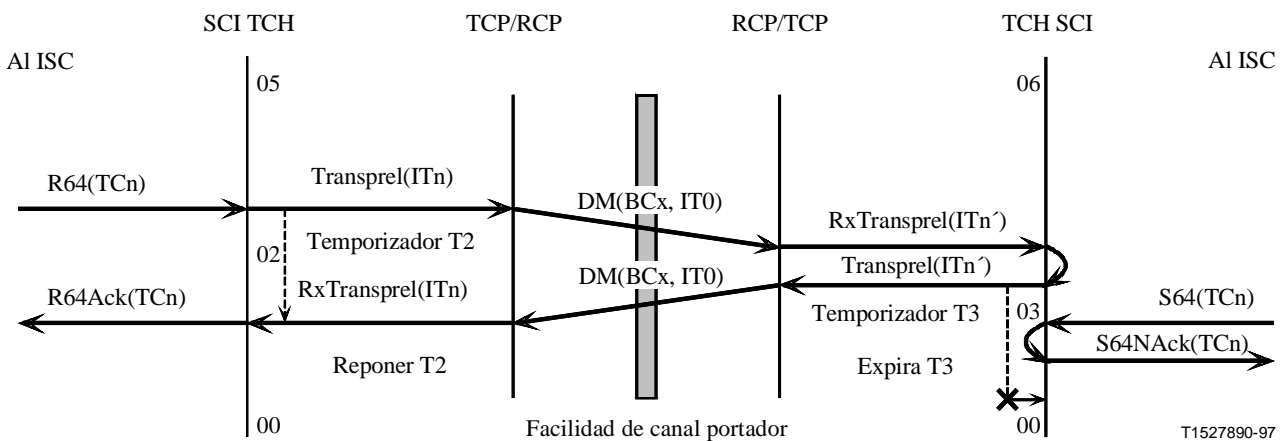 SCI TCH TCP/RCP RCP/TCP TCH SCI
Al ISC Al ISC
05 06
R64(TCn) Transprel(ITn)
DM(BCx, IT0)
RxTransprel(ITn´)
Temporizador T2
02
Transprel(ITn´)
DM(BCx, IT0)
R64Ack(TCn) RxTransprel(ITn)
Temporizador T3 03 S64(TCn)
S64NAck(TCn)
Reponer T2 Expira T3
00 Facilidad de canal portador 00
T1527890-97